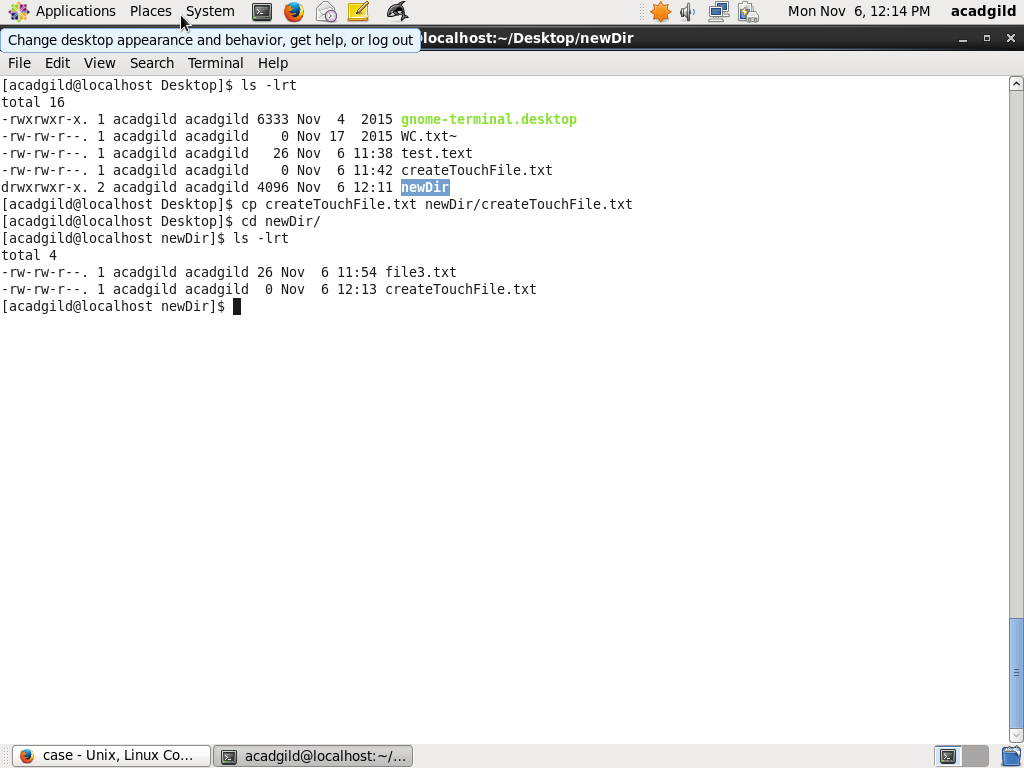 Applications Places System Mon Nov 6, 12:14 PM acadgild
Change desktop appearance and behavior, get help, or log out
localhost:~/Desktop/newDir
File Edit View Search Terminal Help
[acadgild@localhost Desktop]$ ls -lrt
total 16
-rwxrwxr-x. 1 acadgild acadgild 6333 Nov  4  2015 gnome-terminal.desktop
-rw-rw-r--. 1 acadgild acadgild    0 Nov 17  2015 WC.txt~
-rw-rw-r--. 1 acadgild acadgild   26 Nov  6 11:38 test.text
-rw-rw-r--. 1 acadgild acadgild    0 Nov  6 11:42 createTouchFile.txt
drwxrwxr-x. 2 acadgild acadgild 4096 Nov  6 12:11 newDir
[acadgild@localhost Desktop]$ cp createTouchFile.txt newDir/createTouchFile.txt
[acadgild@localhost Desktop]$ cd newDir/
[acadgild@localhost newDir]$ ls -lrt
total 4
-rw-rw-r--. 1 acadgild acadgild 26 Nov  6 11:54 file3.txt
-rw-rw-r--. 1 acadgild acadgild  0 Nov  6 12:13 createTouchFile.txt
[acadgild@localhost newDir]$
case - Unix, Linux Co... acadgild@localhost:~/...